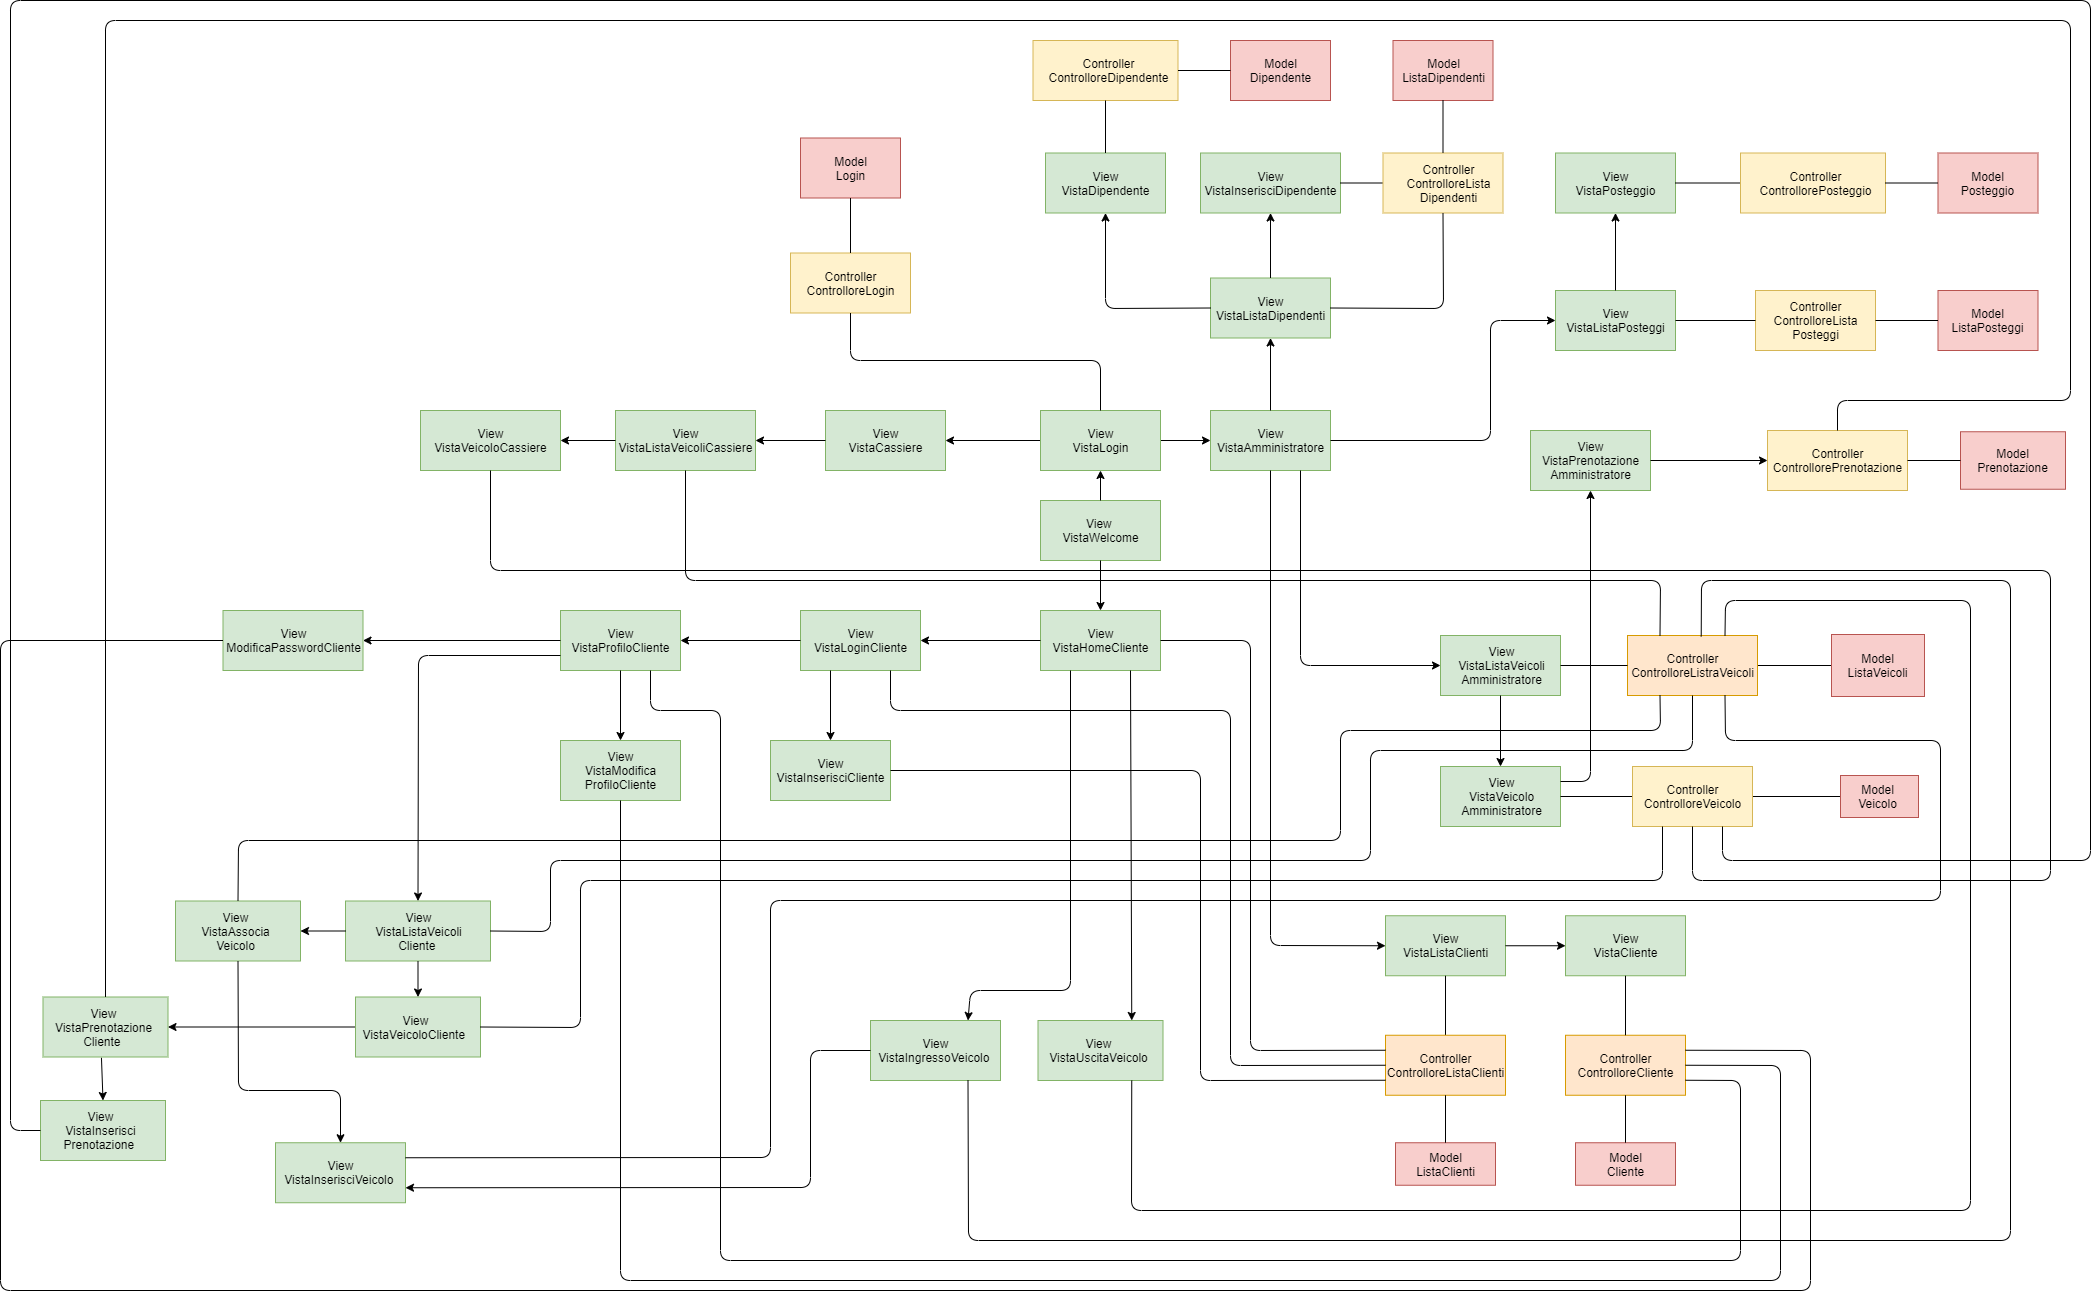 Controller
ControlloreDipendente
Model
Dipendente
Model
ListaDipendenti
Model
Login
View
VistaDipendente
View
VistaInserisciDipendente
Controller
ControlloreLista
Dipendenti
View
VistaPosteggio
Controller
ControllorePosteggio
Model
Posteggio
Controller
ControlloreLogin
View
VistaListaDipendenti
View
VistaListaPosteggi
Controller
ControlloreLista
Posteggi
Model
ListaPosteggi
View
VistaVeicoloCassiere
View
VistaListaVeicoliCassiere
View
VistaCassiere
View
VistaLogin
View
VistaAmministratore
View
VistaPrenotazione
Amministratore
Controller
ControllorePrenotazione
Model
Prenotazione
View
VistaWelcome
View
ModificaPasswordCliente
View
VistaProfiloCliente
View
VistaLoginCliente
View
VistaHomeCliente
View
VistaListaVeicoli
Amministratore
Controller
ControlloreListraVeicoli
Model
ListaVeicoli
View
VistaModifica
ProfiloCliente
View
VistaInserisciCliente
View
VistaVeicolo
Amministratore
Controller
ControlloreVeicolo
Model
Veicolo
View
VistaAssocia
Veicolo
View
VistaListaVeicoli
Cliente
View
VistaListaClienti
View
VistaCliente
View
VistaPrenotazione
Cliente
View
VistaVeicoloCliente
View
VistaIngressoVeicolo
View
VistaUscitaVeicolo
Controller
ControlloreListaClienti
Controller
ControlloreCliente
View
VistaInserisci
Prenotazione
View
VistaInserisciVeicolo
Model
ListaClienti
Model
Cliente